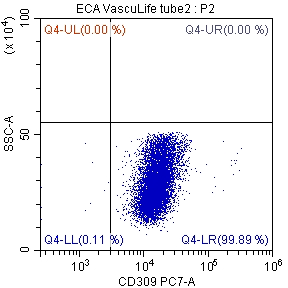 ECA VascuLife tube2 : P2
Q4-UL(0.00 %) Q4-UR(0.00 %)
SSC-A (x 10⁴)
100
50
0
Q4-LL(0.11 %) Q4-LR(99.89 %)
10³ 10⁴ 10⁵ 10⁶
CD309 PC7-A